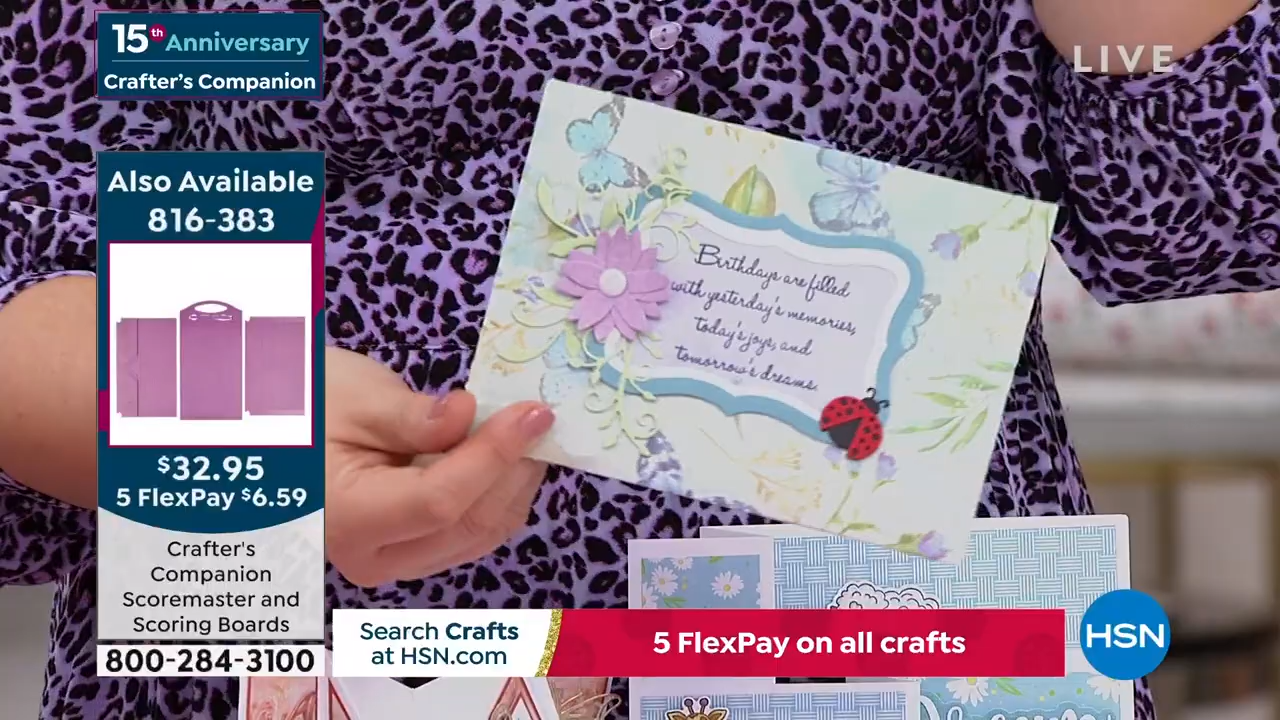 15th Anniversary
Crafter's Companion
LIVE
Also Available
816-383
$32.95
5 FlexPay $6.59
Crafter's
Companion
Scoremaster and
Scoring Boards
800-284-3100
Birthdays are filled
with yesterday's memories,
today's joys, and
tomorrow's dreams.
Search Crafts
at HSN.com
5 FlexPay on all crafts
HSN